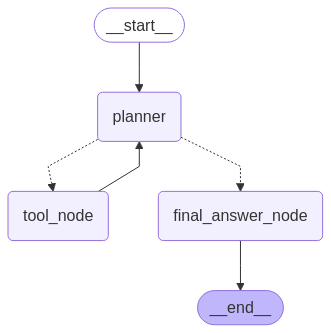 __start__
planner
tool_node
final_answer_node
__end__